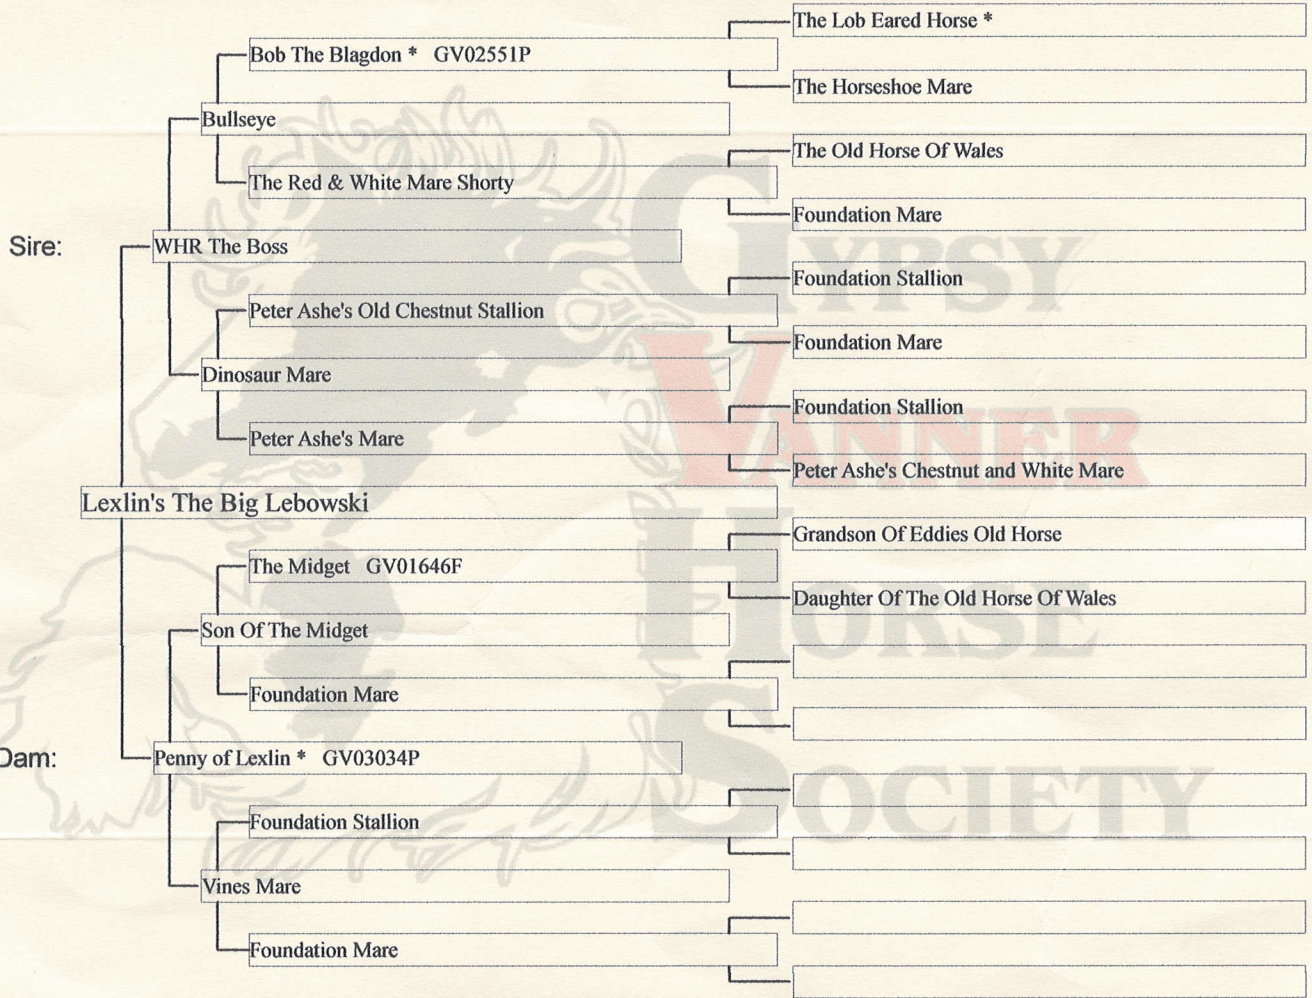 The Lob Eared Horse *
Bob The Blagdon * GV02551P
The Horseshoe Mare
Bullseye
The Old Horse Of Wales
The Red & White Mare Shorty
Foundation Mare
Sire:
WHR The Boss
Foundation Stallion
Peter Ashe's Old Chestnut Stallion
Foundation Mare
Dinosaur Mare
Foundation Stallion
Peter Ashe's Mare
Peter Ashe's Chestnut and White Mare
Lexlin's The Big Lebowski
Grandson Of Eddies Old Horse
The Midget GV01646F
Daughter Of The Old Horse Of Wales
Son Of The Midget
Foundation Mare
Dam:
Penny of Lexlin * GV03034P
Foundation Stallion
Vines Mare
Foundation Mare
GYPSY
VANNER
HORSE
SOCIETY